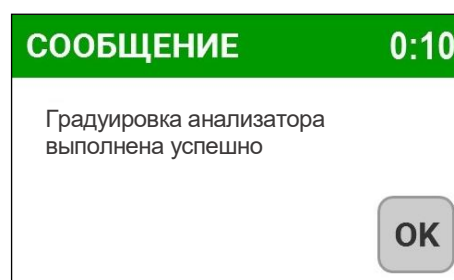 СООБЩЕНИЕ 0:10
Градуировка анализатора
выполнена успешно
OK